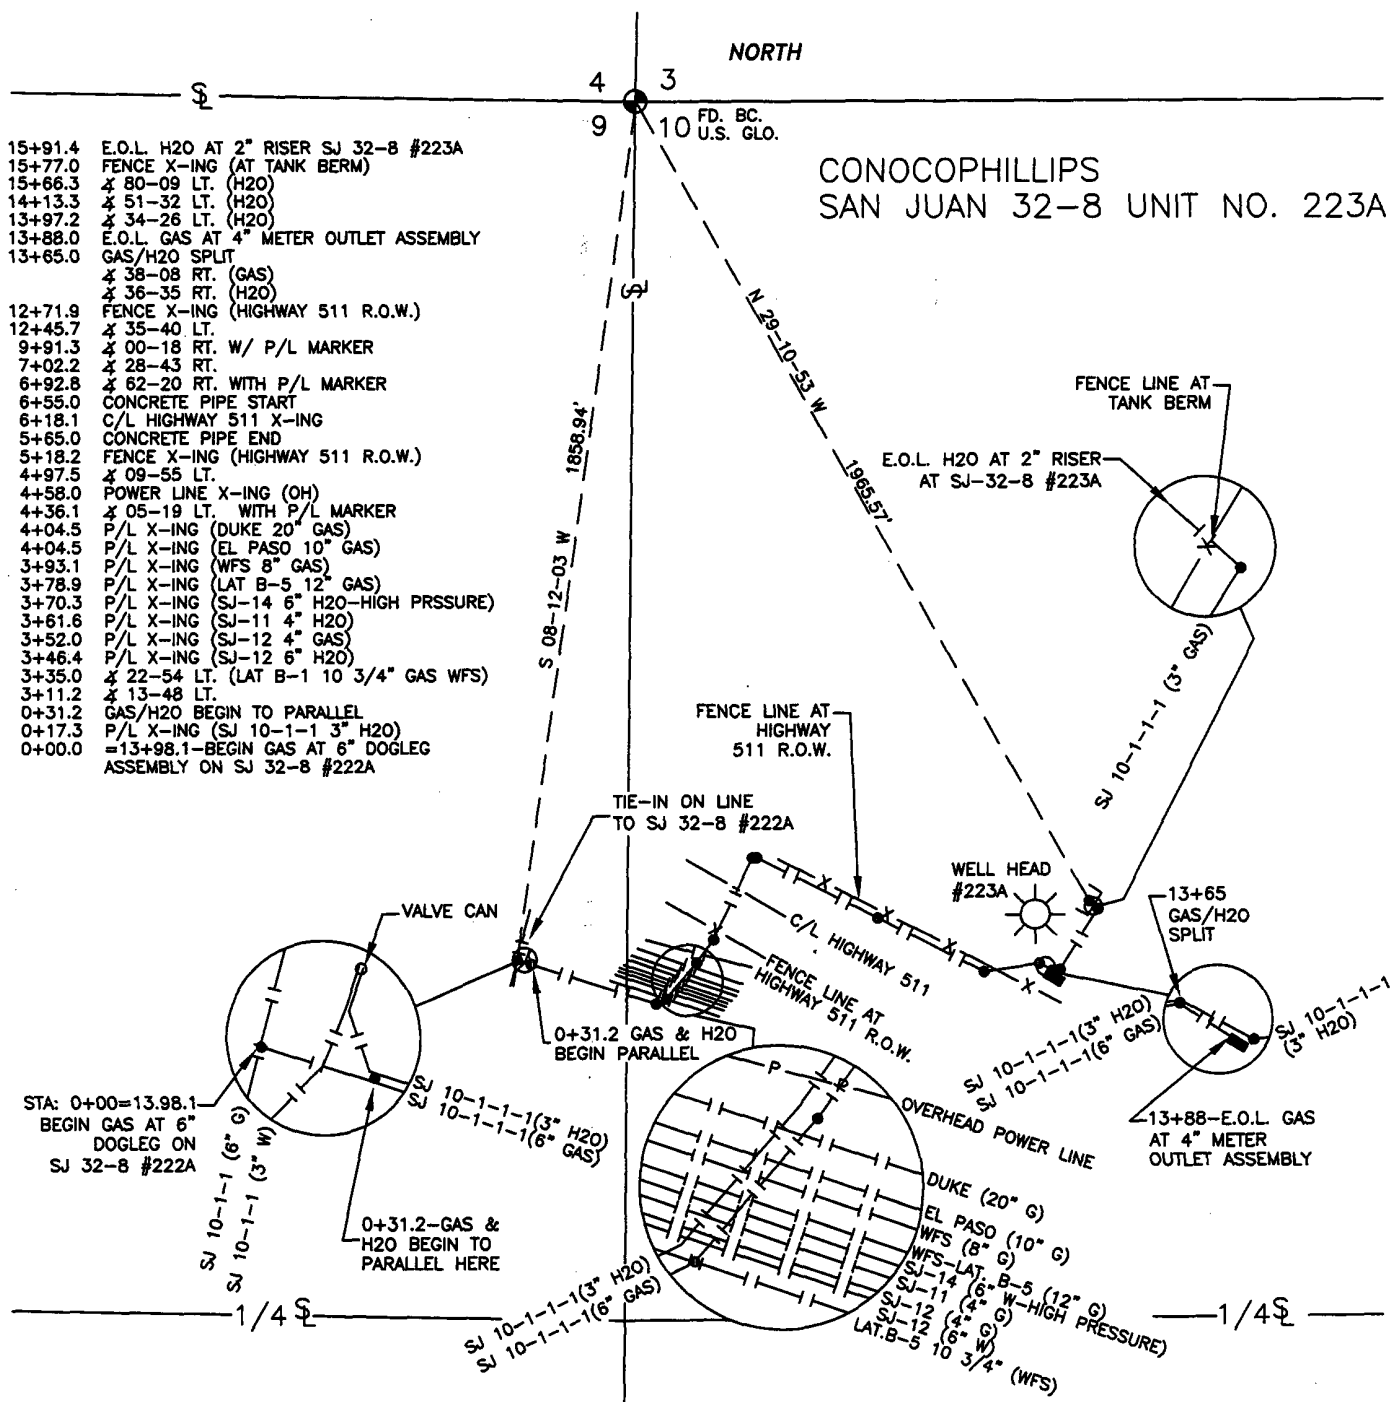 NORTH
4 3
9 10 FD. BC.
U.S. GLO.
CONOCOPHILLIPS
SAN JUAN 32-8 UNIT NO. 223A
15+91.4 E.O.L. H2O AT 2" RISER SJ 32-8 #223A
15+77.0 FENCE X-ING (AT TANK BERM)
15+66.3 ∡ 80-09 LT. (H2O)
14+13.3 ∡ 51-32 LT. (H2O)
13+97.2 ∡ 34-26 LT. (H2O)
13+88.0 E.O.L. GAS AT 4" METER OUTLET ASSEMBLY
13+65.0 GAS/H2O SPLIT
∡ 38-08 RT. (GAS)
∡ 36-35 RT. (H2O)
12+71.9 FENCE X-ING (HIGHWAY 511 R.O.W.)
12+45.7 ∡ 35-40 LT.
9+91.3 ∡ 00-18 RT. W/ P/L MARKER
7+02.2 ∡ 28-43 RT.
6+92.8 ∡ 62-20 RT. WITH P/L MARKER
6+55.0 CONCRETE PIPE START
6+18.1 C/L HIGHWAY 511 X-ING
5+65.0 CONCRETE PIPE END
5+18.2 FENCE X-ING (HIGHWAY 511 R.O.W.)
4+97.5 ∡ 09-55 LT.
4+58.0 POWER LINE X-ING (OH)
4+36.1 ∡ 05-19 LT. WITH P/L MARKER
4+04.5 P/L X-ING (DUKE 20" GAS)
4+04.5 P/L X-ING (EL PASO 10" GAS)
3+93.1 P/L X-ING (WFS 8" GAS)
3+78.9 P/L X-ING (LAT B-5 12" GAS)
3+70.3 P/L X-ING (SJ-14 6" H2O-HIGH PRSSURE)
3+61.6 P/L X-ING (SJ-11 4" H2O)
3+52.0 P/L X-ING (SJ-12 4" GAS)
3+46.4 P/L X-ING (SJ-12 6" H2O)
3+35.0 ∡ 22-54 LT. (LAT B-1 10 3/4" GAS WFS)
3+11.2 ∡ 13-48 LT.
0+31.2 GAS/H2O BEGIN TO PARALLEL
0+17.3 P/L X-ING (SJ 10-1-1 3" H2O)
0+00.0 =13+98.1-BEGIN GAS AT 6" DOGLEG
ASSEMBLY ON SJ 32-8 #222A
S 08-12-03 W 1858.94'
N 29-10-53 W 1965.57'
FENCE LINE AT
TANK BERM
E.O.L. H2O AT 2" RISER
AT SJ-32-8 #223A
X
SJ 10-1-1-1 (3" GAS)
FENCE LINE AT
HIGHWAY
511 R.O.W.
TIE-IN ON LINE
TO SJ 32-8 #222A
WELL HEAD
#223A
13+65
GAS/H2O
SPLIT
X X X X
C/L HIGHWAY 511
X
FENCE LINE AT
HIGHWAY 511 R.O.W.
VALVE CAN
0+31.2 GAS & H2O
BEGIN PARALLEL
SJ 10-1-1-1(3" H2O)
SJ 10-1-1-1(6" GAS)
SJ 10-1-1-1
(3" H2O)
13+88-E.O.L. GAS
AT 4" METER
OUTLET ASSEMBLY
SJ 10-1-1-1(3" H2O)
SJ 10-1-1-1(6" GAS)
STA: 0+00=13.98.1
BEGIN GAS AT 6"
DOGLEG ON
SJ 32-8 #222A
SJ 10-1-1 (6" G)
SJ 10-1-1 (3" W)
0+31.2-GAS &
H2O BEGIN TO
PARALLEL HERE
P P
OVERHEAD POWER LINE
DUKE (20" G)
EL PASO (10" G)
WFS (8" G)
WFS-LAT. B-5 (12" G)
SJ-14 (6" W-HIGH PRESSURE)
SJ-11 (4" G)
SJ-12 (4" G)
SJ-12 (6" W)
LAT.B-5 10 3/4" (WFS)
SJ 10-1-1-1(3" H2O)
SJ 10-1-1-1(6" GAS)
1/4
1/4